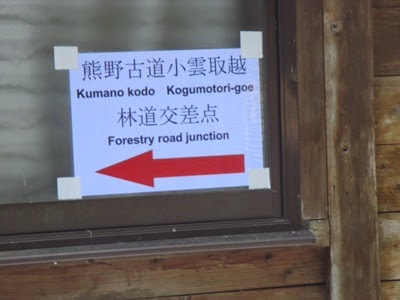 熊野古道小雲取越
Kumano kodo Kogumotori-goe
林道交差点
Forestry road junction